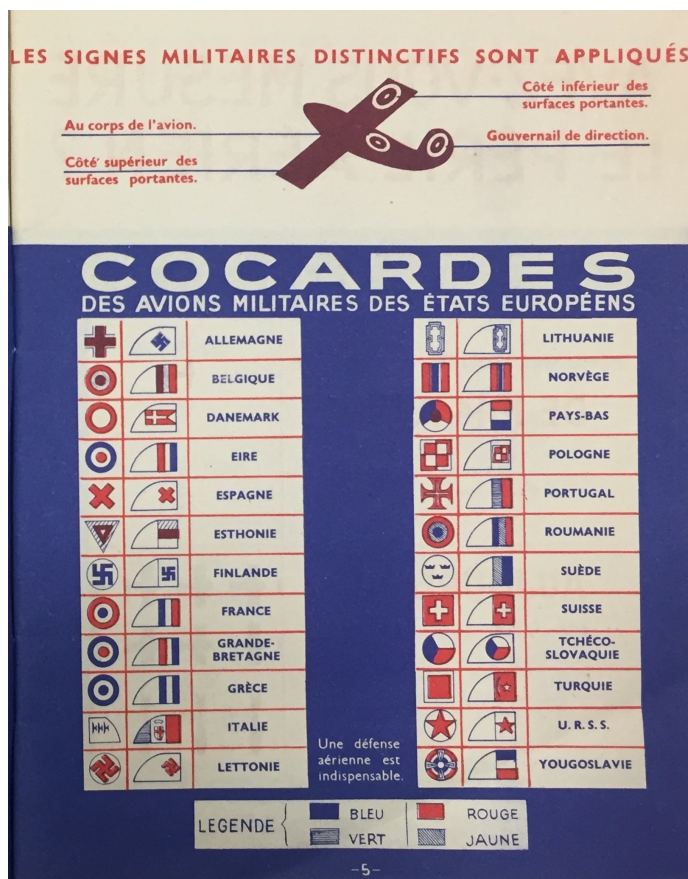 LES SIGNES MILITAIRES DISTINCTIFS SONT APPLIQUÉS
Côté inférieur des
surfaces portantes.
Au corps de l'avion.
Gouvernail de direction.
Côté supérieur des
surfaces portantes.
COCARDES
DES AVIONS MILITAIRES DES ÉTATS EUROPÉENS
ALLEMAGNE
BELGIQUE
DANEMARK
EIRE
ESPAGNE
ESTHONIE
FINLANDE
FRANCE
GRANDE-
BRETAGNE
GRÈCE
ITALIE
LETTONIE
LITHUANIE
NORVÈGE
PAYS-BAS
POLOGNE
PORTUGAL
ROUMANIE
SUÈDE
SUISSE
TCHÉCO-
SLOVAQUIE
TURQUIE
U.R.S.S.
YOUGOSLAVIE
Une défense
aérienne est
indispensable.
LEGENDE
BLEU
ROUGE
VERT
JAUNE
-5-